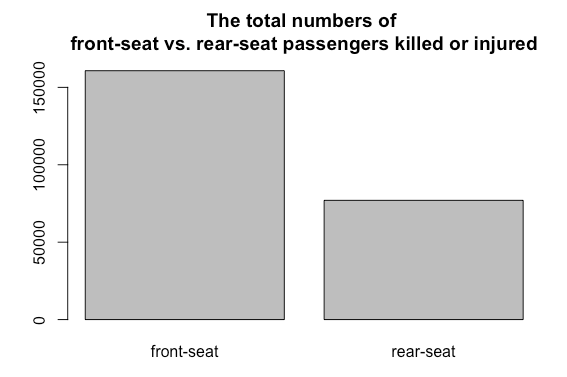 The total numbers of
front-seat vs. rear-seat passengers killed or injured
150000
100000
50000
0
front-seat
rear-seat